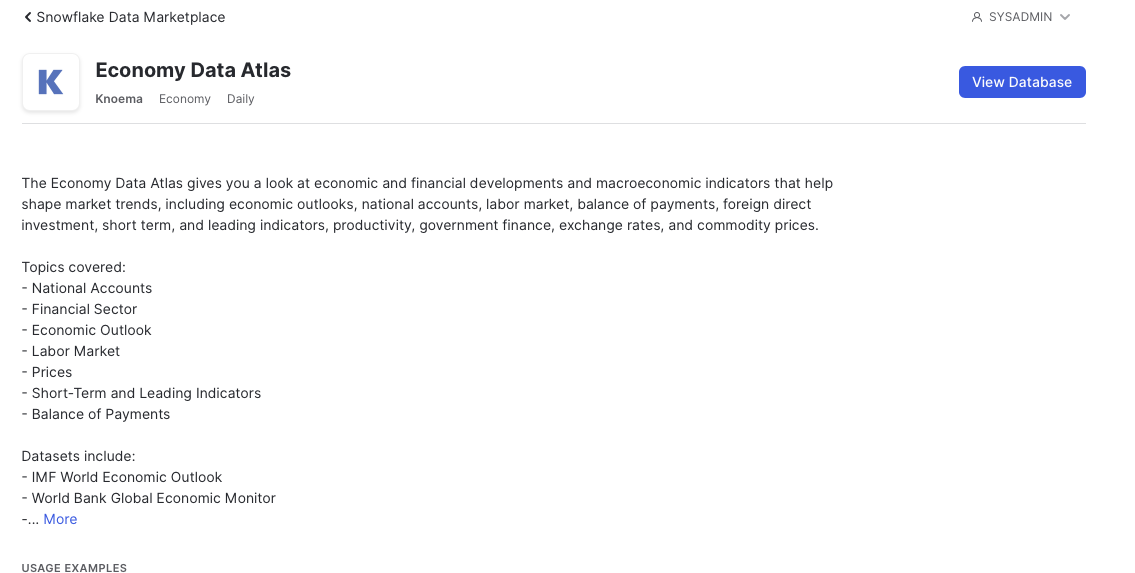 Snowflake Data Marketplace
SYSADMIN
K
Economy Data Atlas
Knoema Economy Daily
View Database
The Economy Data Atlas gives you a look at economic and financial developments and macroeconomic indicators that help
shape market trends, including economic outlooks, national accounts, labor market, balance of payments, foreign direct
investment, short term, and leading indicators, productivity, government finance, exchange rates, and commodity prices.
Topics covered:
- National Accounts
- Financial Sector
- Economic Outlook
- Labor Market
- Prices
- Short-Term and Leading Indicators
- Balance of Payments
Datasets include:
- IMF World Economic Outlook
- World Bank Global Economic Monitor
-... More
USAGE EXAMPLES